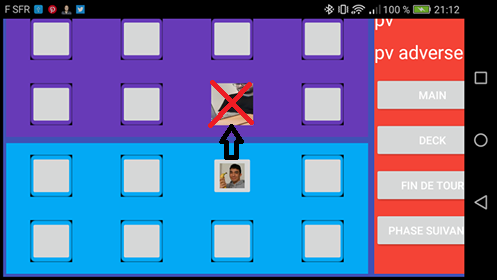 F SFR 100 % 21:12
pv
pv adverse
MAIN
DECK
FIN DE TOUR
PHASE SUIVAN